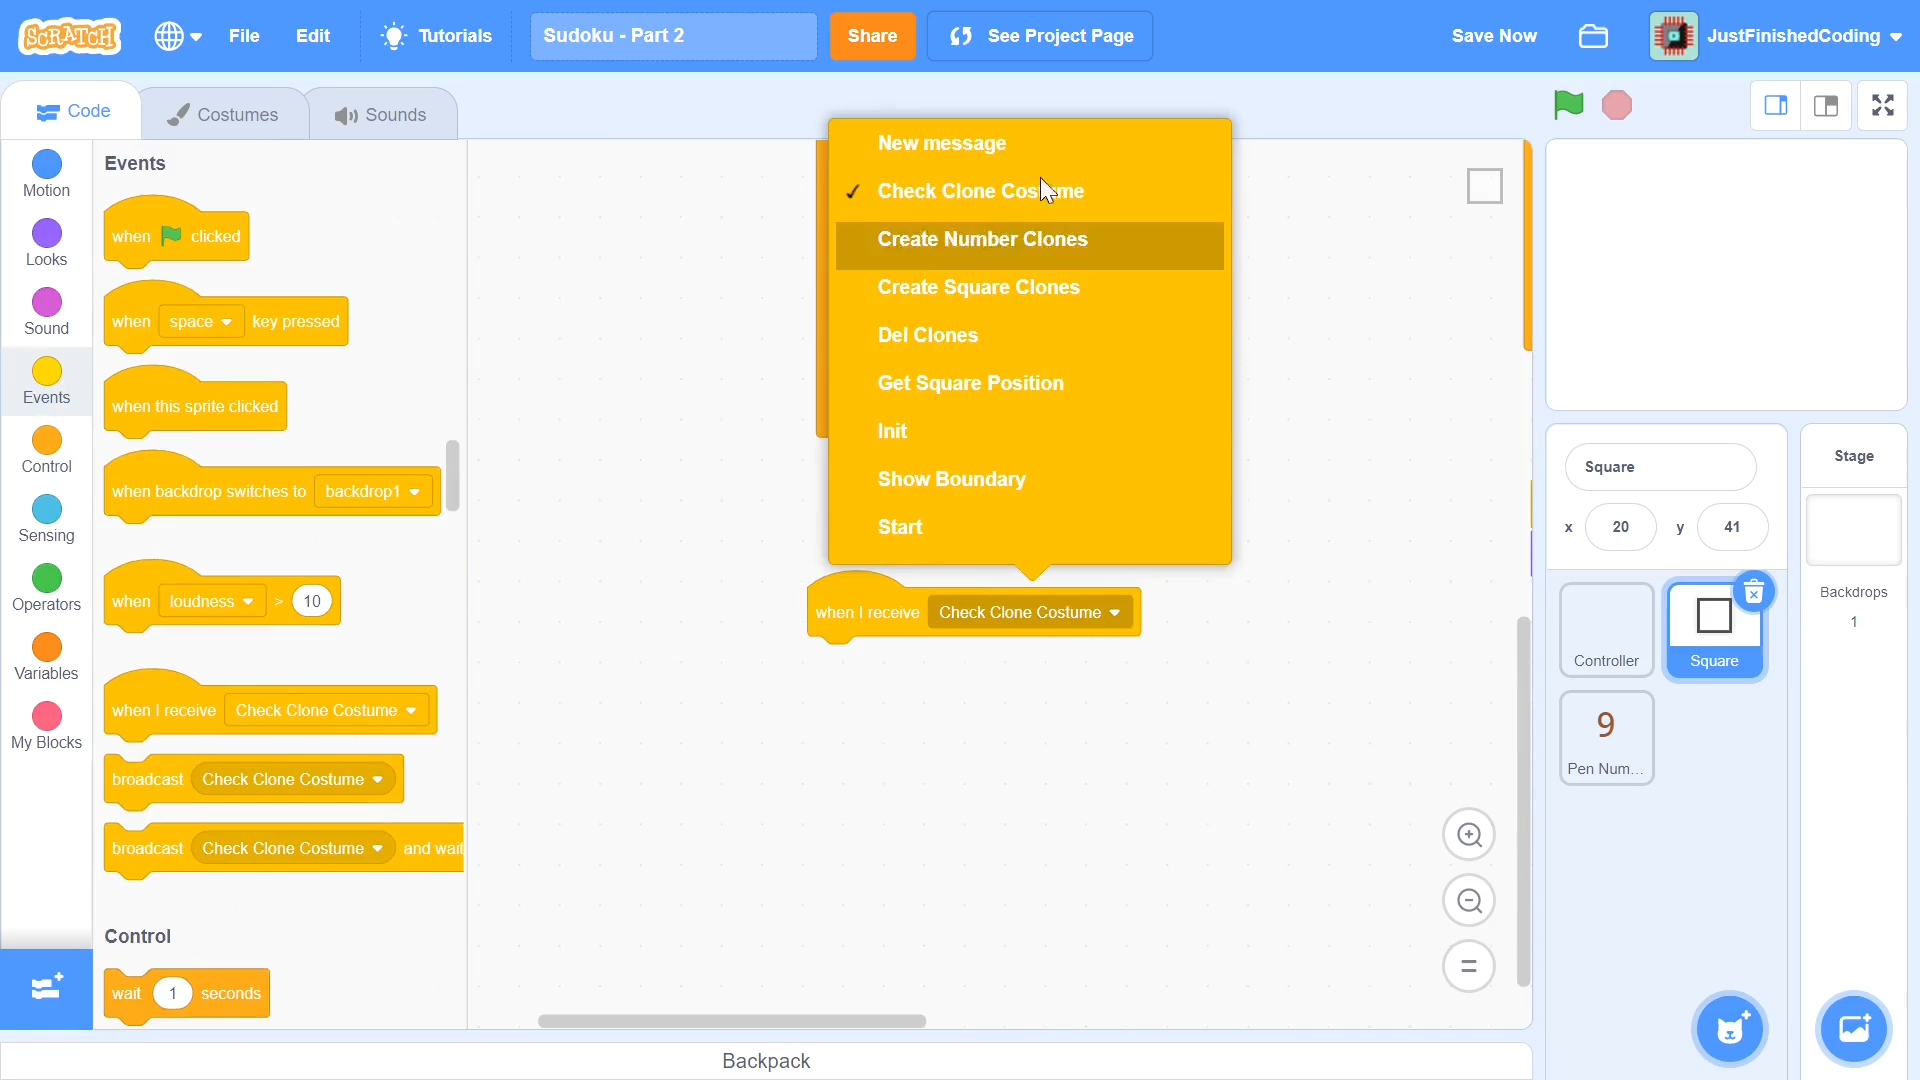 SCRATCH
File
Edit
Tutorials
Sudoku - Part 2
Share
See Project Page
Save Now
JustFinishedCoding
Code
Costumes
Sounds
Motion
Looks
Sound
Events
Control
Sensing
Operators
Variables
My Blocks
Events
when clicked
when space key pressed
when this sprite clicked
when backdrop switches to backdrop1
when loudness > 10
when I receive Check Clone Costume
broadcast Check Clone Costume
broadcast Check Clone Costume and wait
Control
wait 1 seconds
New message
✓ Check Clone Costume
Create Number Clones
Create Square Clones
Del Clones
Get Square Position
Init
Show Boundary
Start
when I receive Check Clone Costume
Backpack
Square
x 20 y 41
Controller
Square
9
Pen Num...
Stage
Backdrops
1